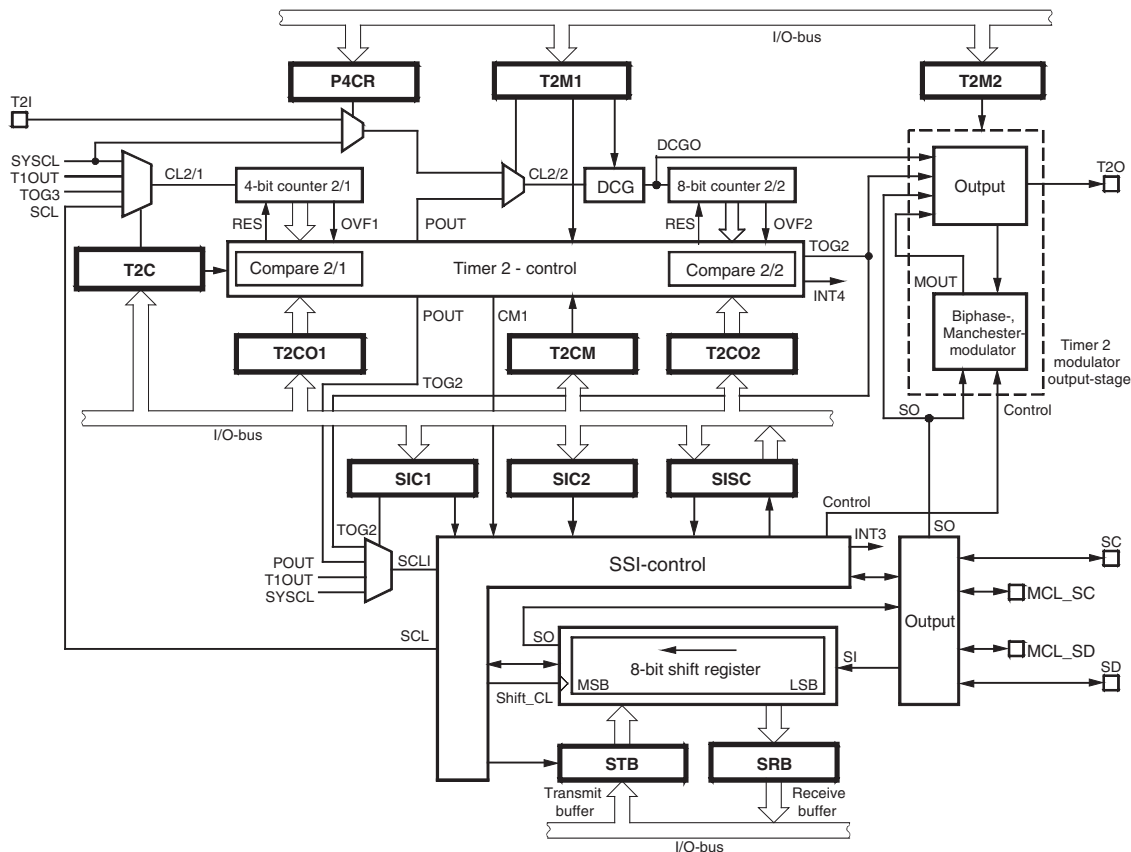 I/O-bus
P4CR
T2M1
T2M2
T2I
SYSCL
T1OUT
TOG3
SCL
CL2/1
4-bit counter 2/1
RES
OVF1
POUT
CL2/2
DCG
DCGO
8-bit counter 2/2
RES
OVF2
TOG2
Output
T2O
T2C
Compare 2/1
Timer 2 - control
Compare 2/2
INT4
MOUT
Biphase-,
Manchester-
modulator
Timer 2
modulator
output-stage
POUT
CM1
T2CO1
T2CM
T2CO2
TOG2
I/O-bus
SO
Control
SIC1
SIC2
SISC
Control
TOG2
POUT
T1OUT
SYSCL
SCLI
SSI-control
INT3
SO
SC
MCL_SC
Output
MCL_SD
SD
SCL
SO
8-bit shift register
MSB
LSB
SI
Shift_CL
STB
SRB
Transmit
buffer
Receive
buffer
I/O-bus